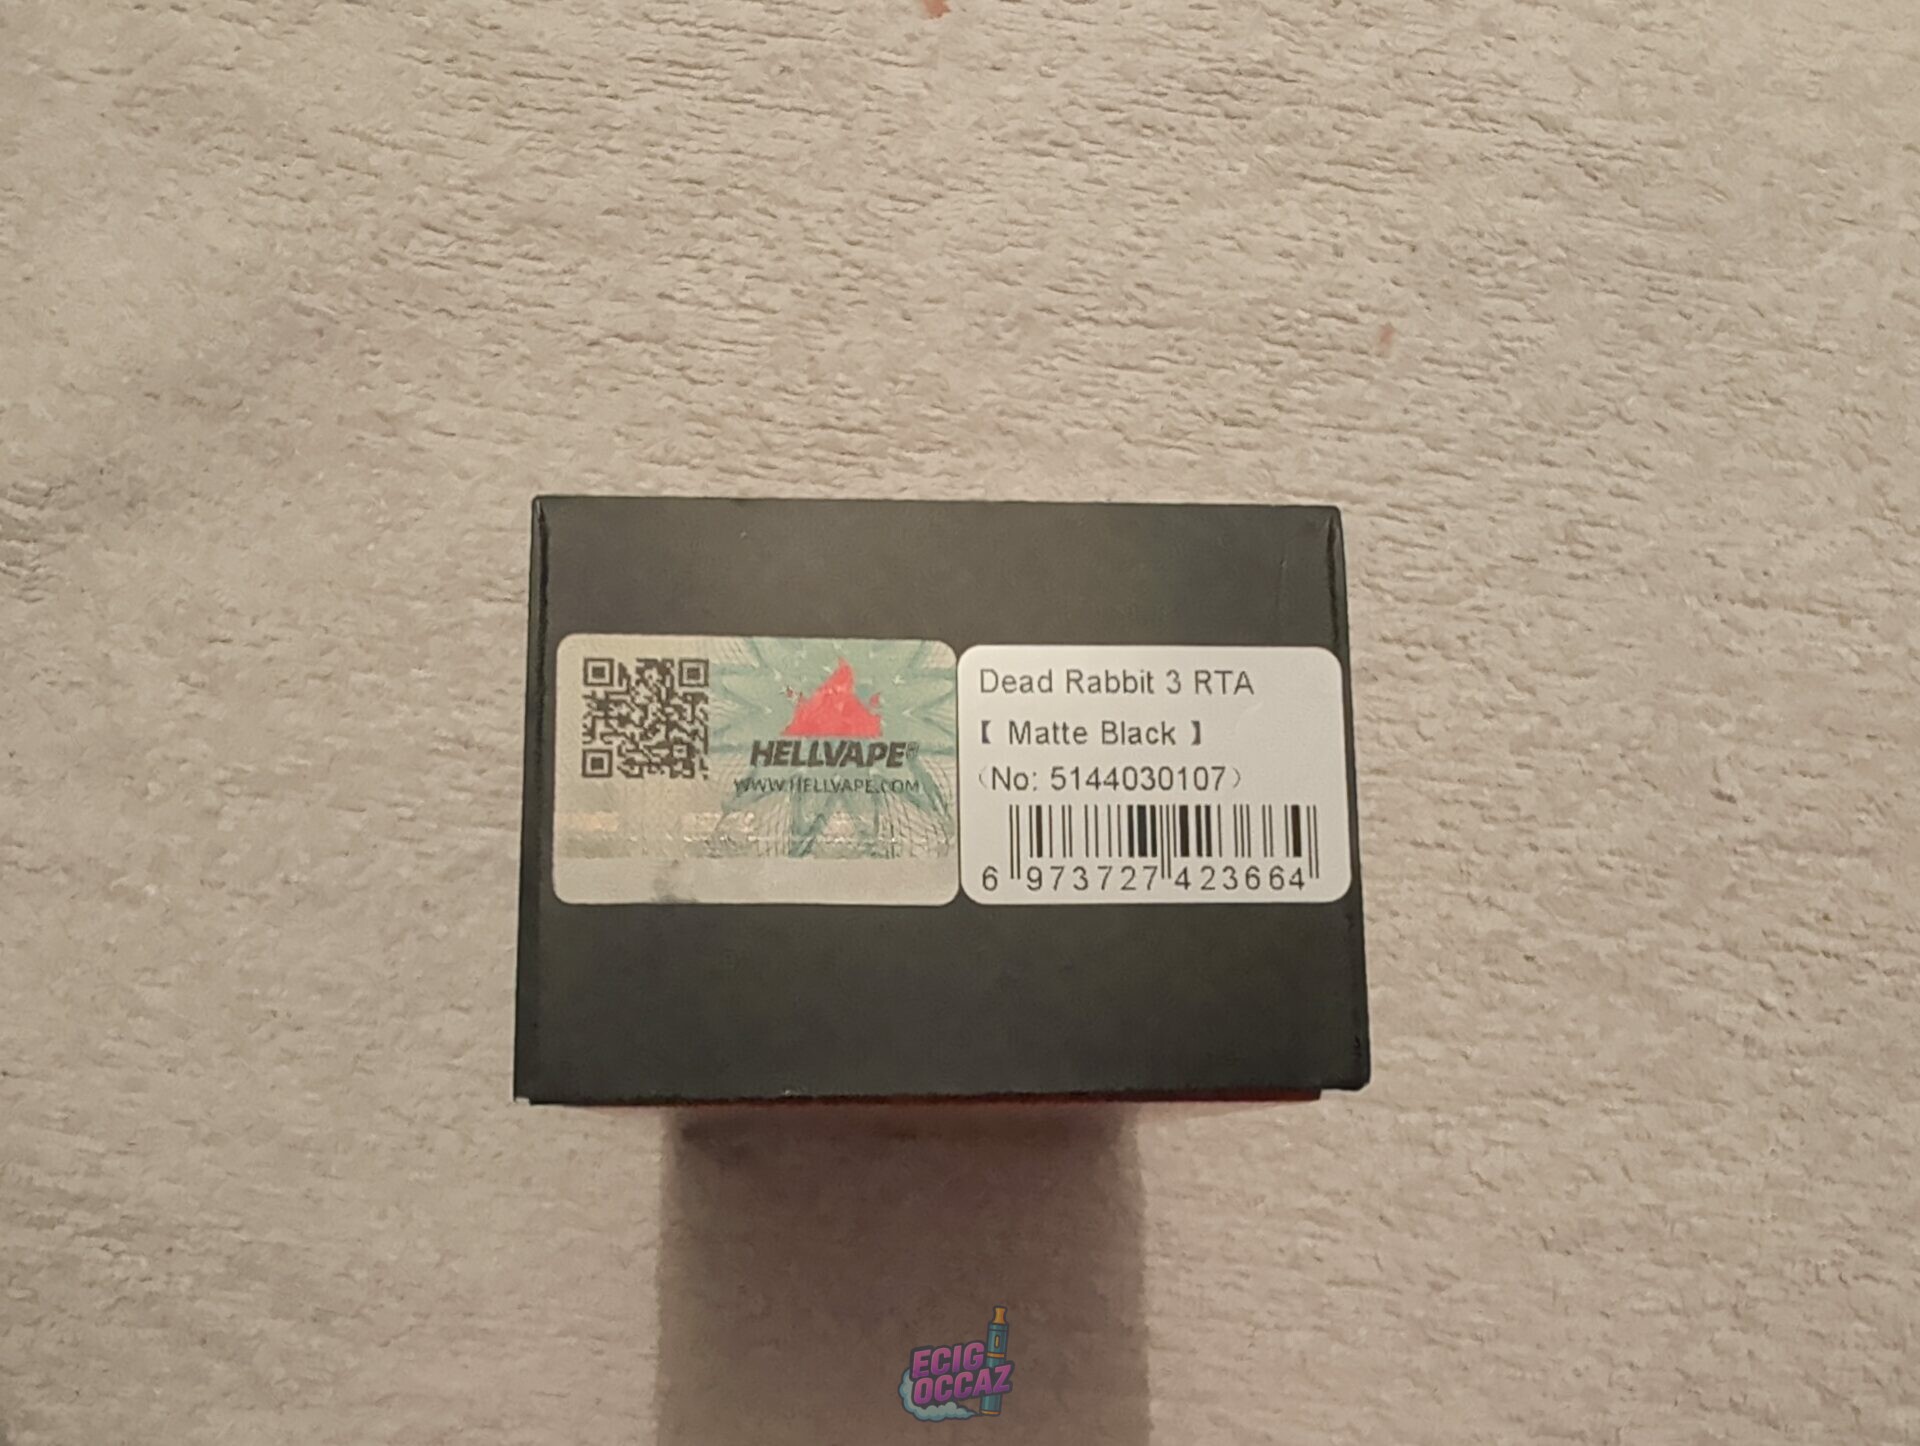 HELLVAPE®
WWW.HELLVAPE.COM
Dead Rabbit 3 RTA
【 Matte Black 】
(No: 5144030107)
6 973727 423664
ECIG
OCCAZ